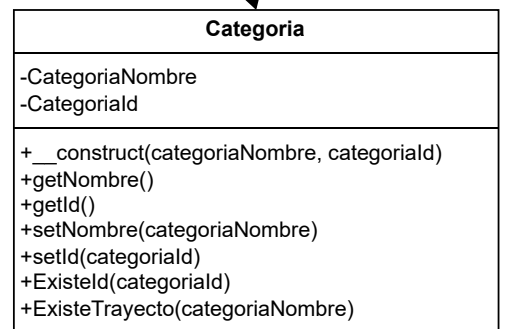 Categoria
-CategoriaNombre
-CategoriaId
+__construct(categoriaNombre, categoriaId)
+getNombre()
+getId()
+setNombre(categoriaNombre)
+setId(categoriaId)
+ExisteId(categoriaId)
+ExisteTrayecto(categoriaNombre)